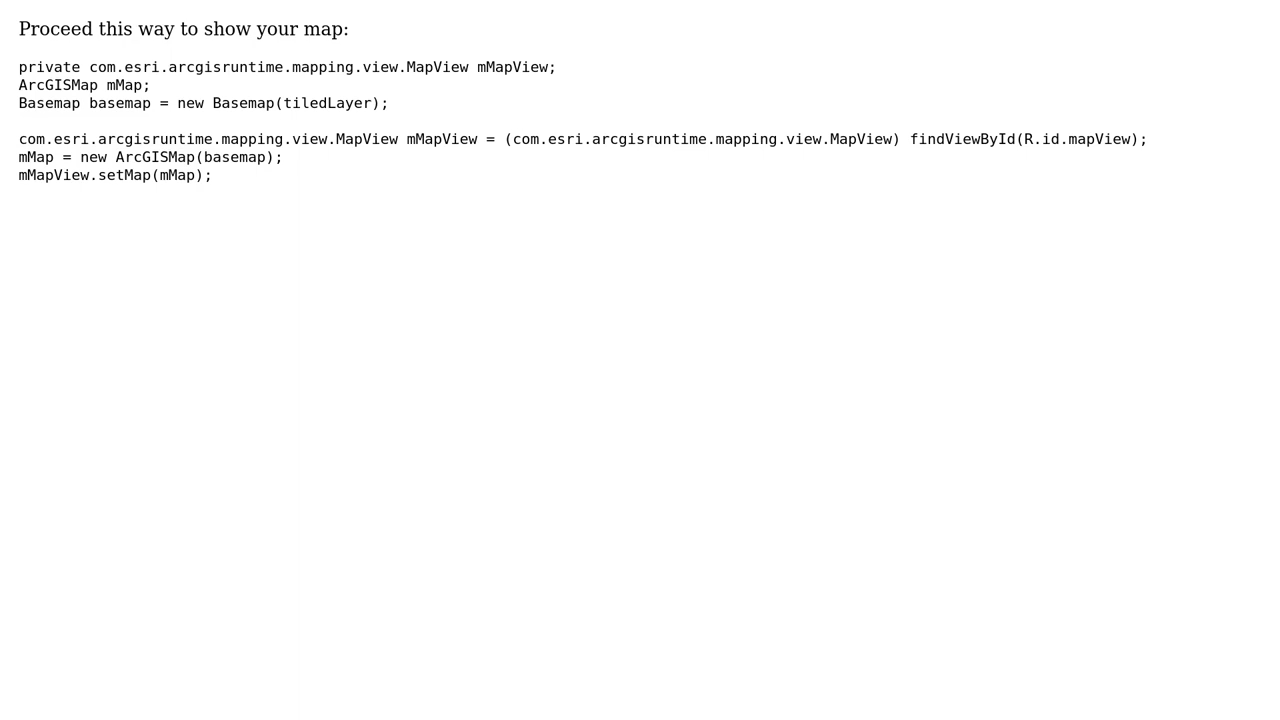 Proceed this way to show your map:
private com.esri.arcgisruntime.mapping.view.MapView mMapView;
ArcGISMap mMap;
Basemap basemap = new Basemap(tiledLayer);
com.esri.arcgisruntime.mapping.view.MapView mMapView = (com.esri.arcgisruntime.mapping.view.MapView) findViewById(R.id.mapView);
mMap = new ArcGISMap(basemap);
mMapView.setMap(mMap);